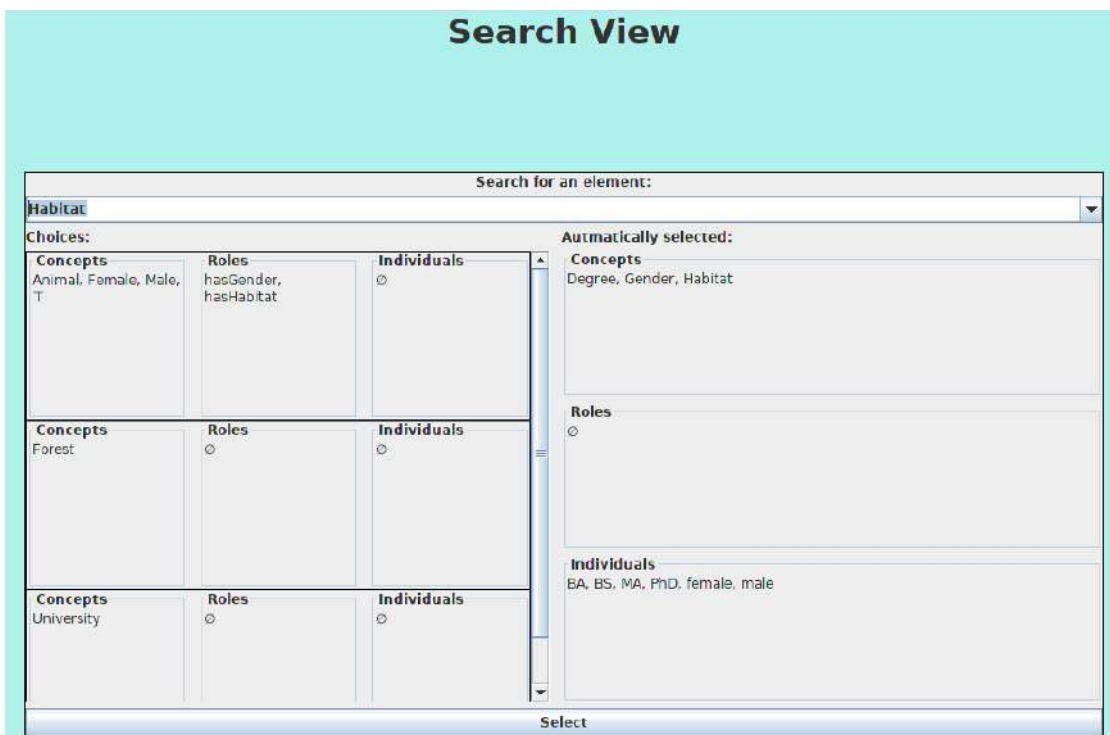 Search View
Search for an element:
Habitat
Choices:
Concepts
Animal, Female, Male,
⊤
Roles
hasGender,
hasHabitat
Individuals
∅
Concepts
Forest
Roles
∅
Individuals
∅
Concepts
University
Roles
∅
Individuals
∅
Autmatically selected:
Concepts
Degree, Gender, Habitat
Roles
∅
Individuals
BA, BS, MA, PhD, female, male
Select